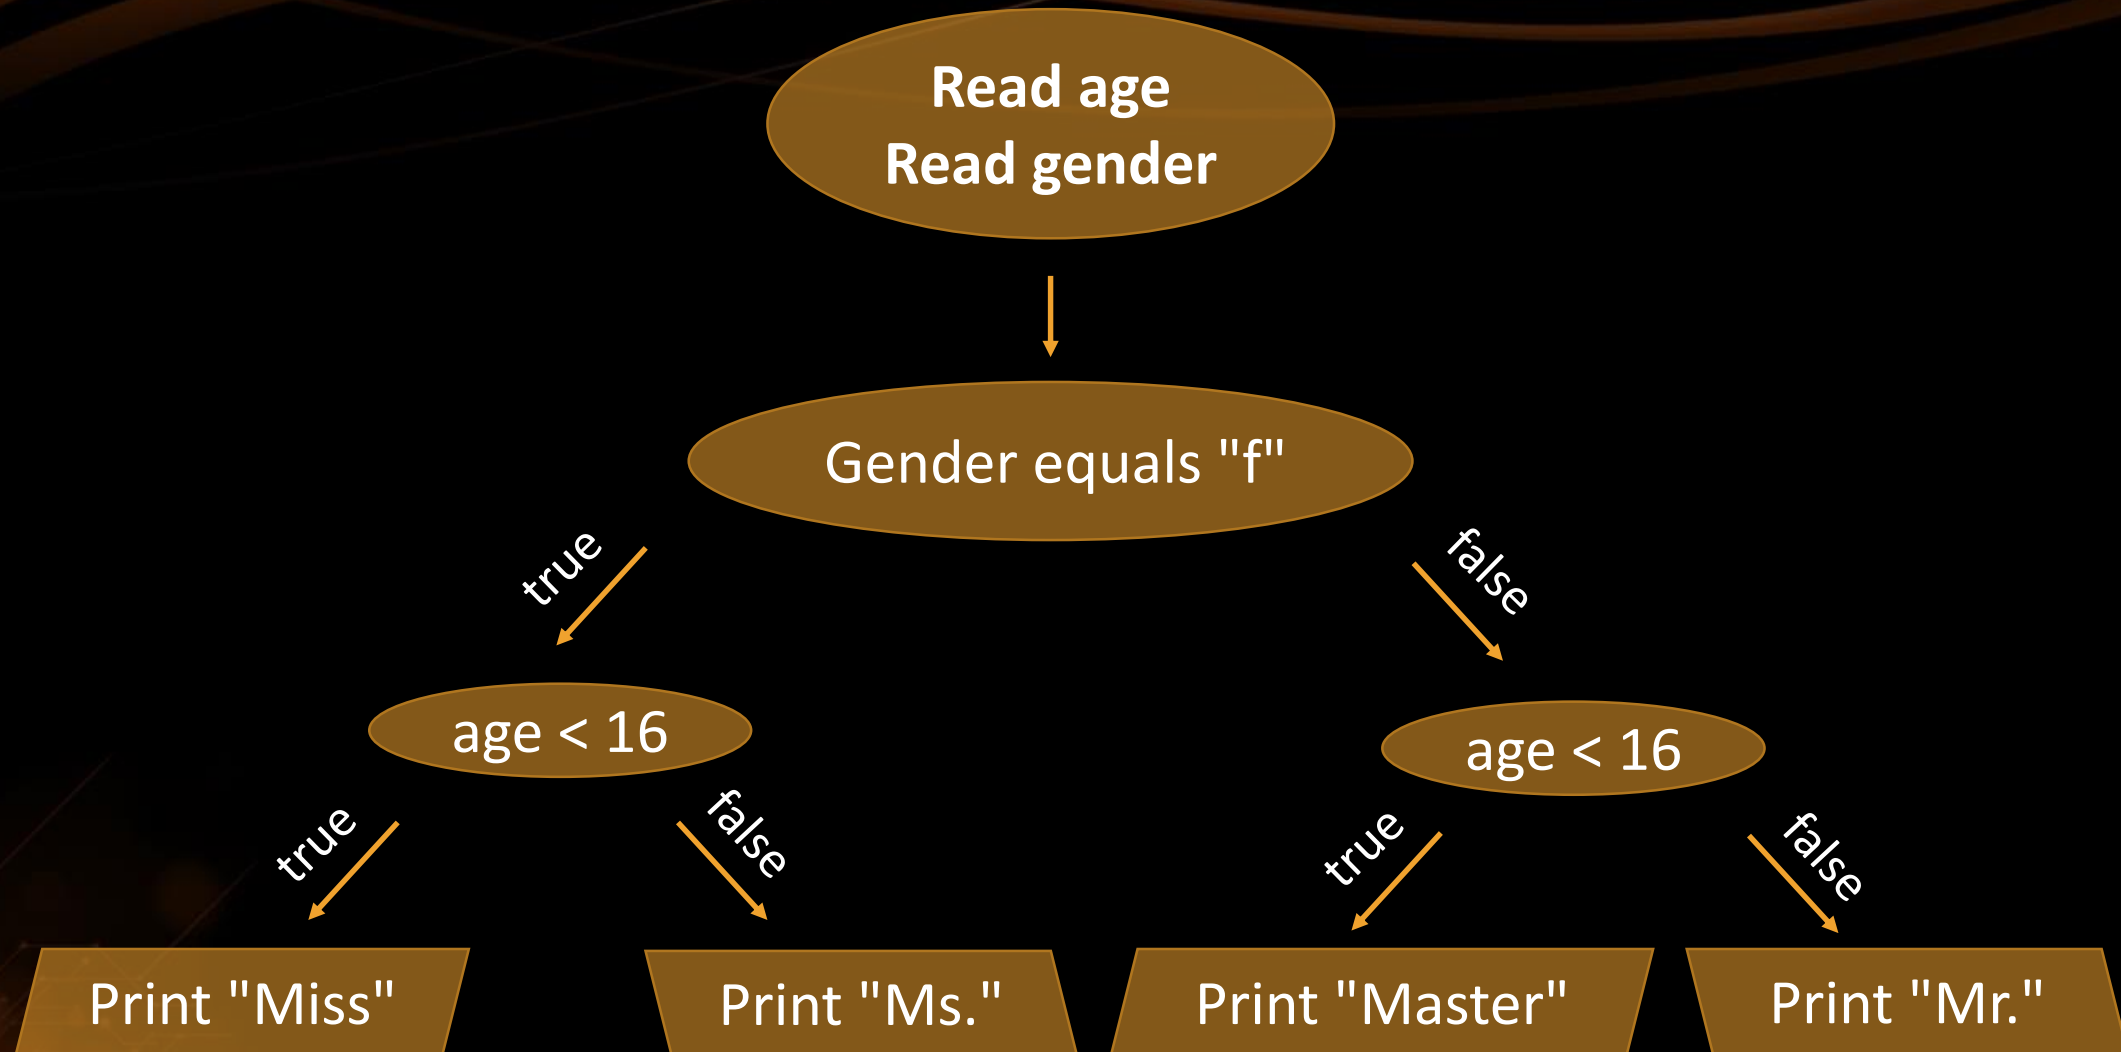 Read age
Read gender
Gender equals "f"
true
false
age < 16
age < 16
true
false
true
false
Print "Miss"
Print "Ms."
Print "Master"
Print "Mr."